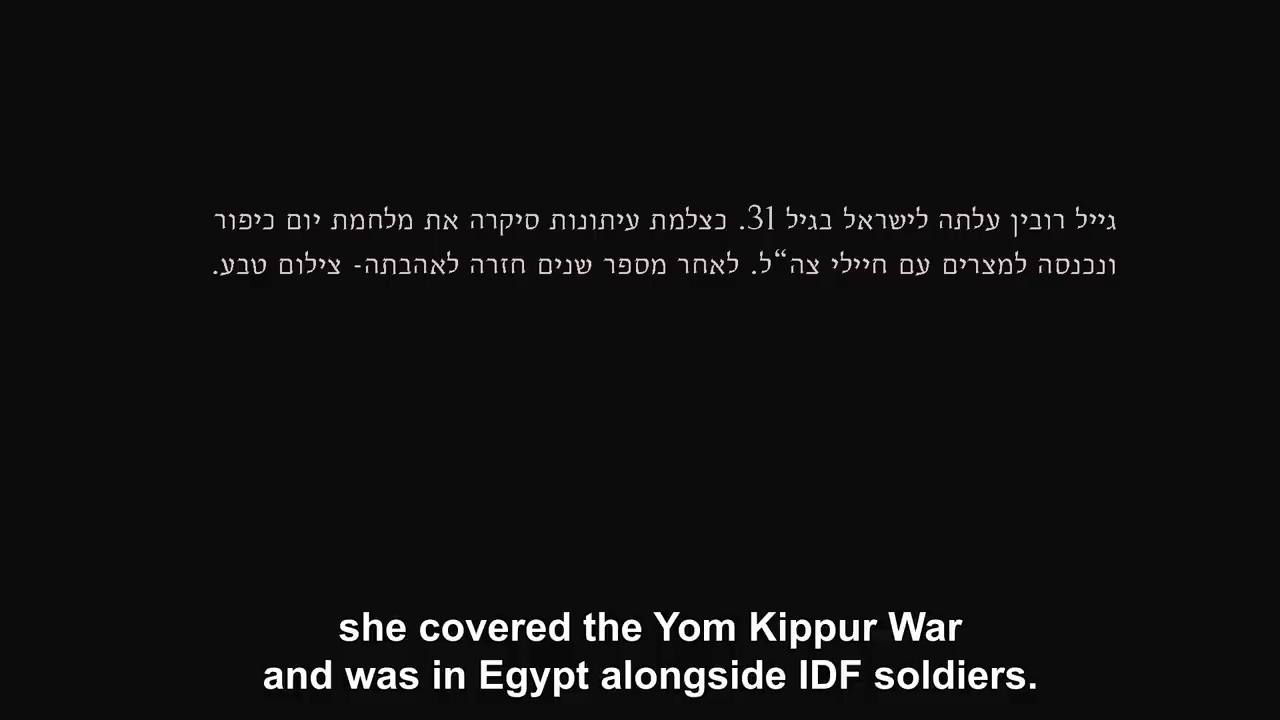 גייל רובין עלתה לישראל בגיל 31. כצלמת עיתונות סיקרה את מלחמת יום כיפור
ונכנסה למצרים עם חיילי צה“ל. לאחר מספר שנים חזרה לאהבתה- צילום טבע.
she covered the Yom Kippur War
and was in Egypt alongside IDF soldiers.